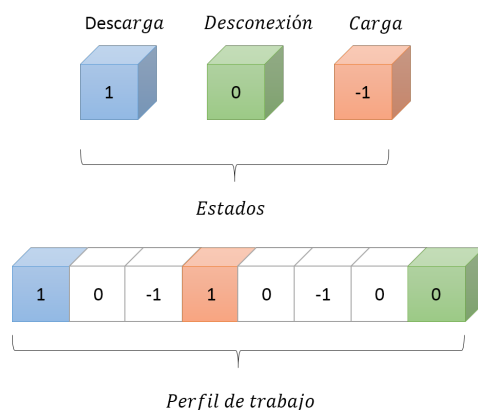 Descarga Desconexión Carga
1 0 -1
Estados
1 0 -1 1 0 -1 0 0
Perfil de trabajo